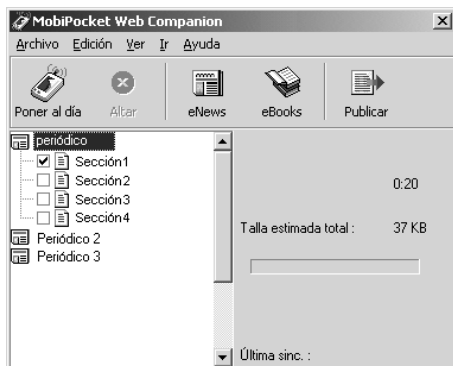 MobiPocket Web Companion
Archivo Edición Ver Ir Ayuda
Poner al día Altar eNews eBooks Publicar
periódico
Sección1
Sección2
Sección3
Sección4
Periódico 2
Periódico 3
0:20
Talla estimada total : 37 KB
Última sinc. :